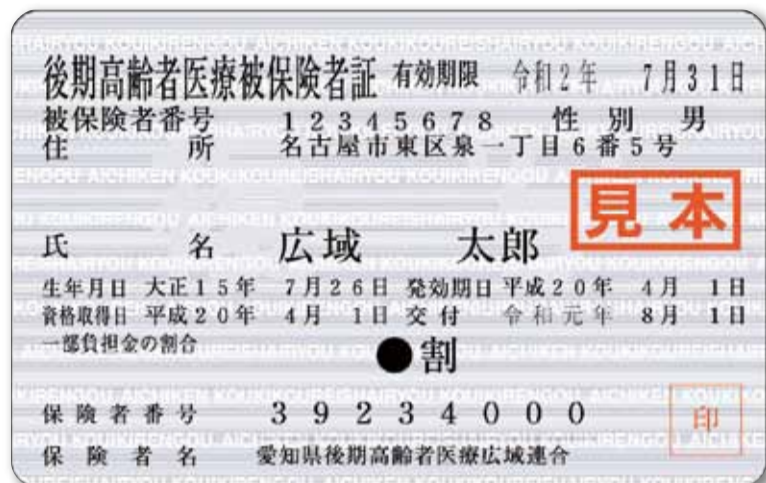 後期高齢者医療被保険者証 有効期限 令和2年 7月31日
被保険者番号 12345678 性別 男
住所 名古屋市東区泉一丁目6番5号
見本
氏名 広域 太郎
生年月日 大正15年 7月26日 発効期日 平成20年 4月 1日
資格取得日 平成20年 4月 1日 交付 令和元年 8月 1日
一部負担金の割合
●割
保険者番号 39234000
印
保険者名 愛知県後期高齢者医療広域連合